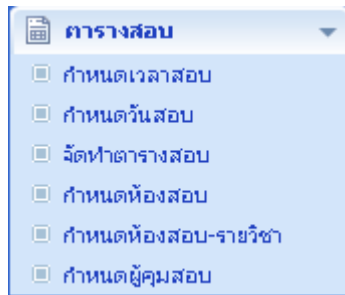 ตารางสอบ
กำหนดเวลาสอบ
กำหนดวันสอบ
จัดทำตารางสอบ
กำหนดห้องสอบ
กำหนดห้องสอบ-รายวิชา
กำหนดผู้คุมสอบ